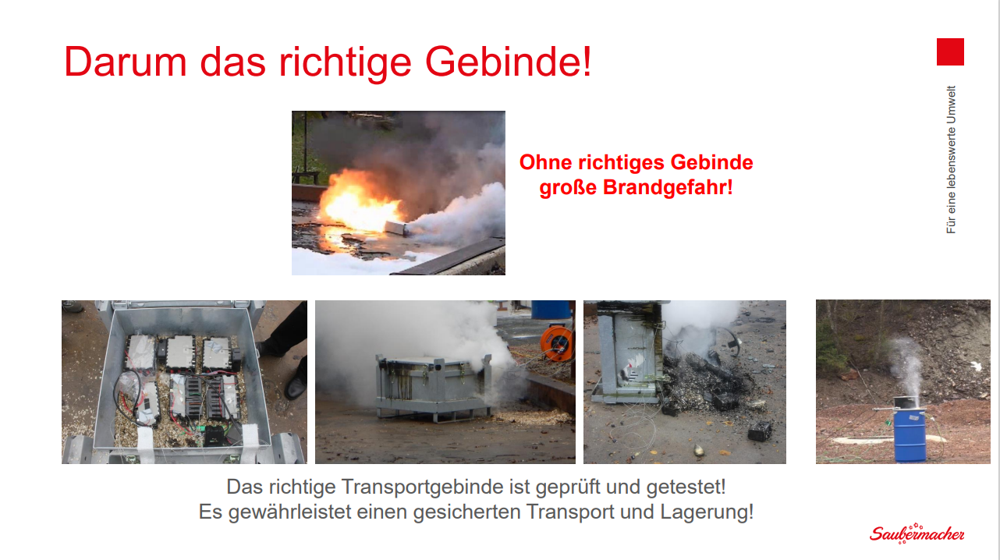 Darum das richtige Gebinde!
Für eine lebenswerte Umwelt
Ohne richtiges Gebinde
große Brandgefahr!
Das richtige Transportgebinde ist geprüft und getestet!
Es gewährleistet einen gesicherten Transport und Lagerung!
Saubermacher